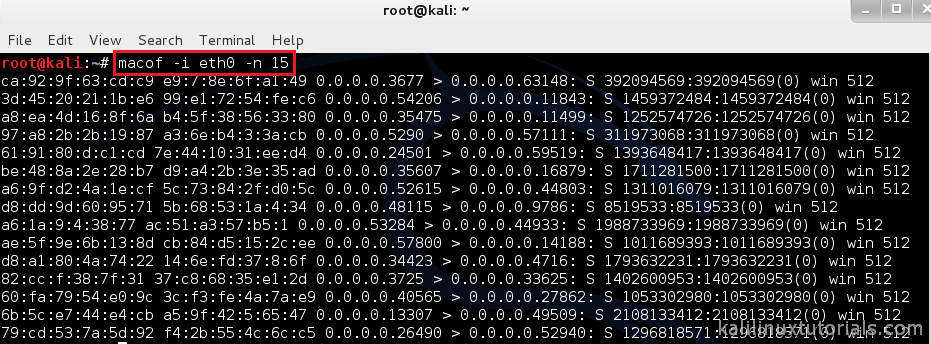 root@kali: ~
File Edit View Search Terminal Help
root@kali:~# macof -i eth0 -n 15
ca:92:9f:63:cd:c9 e9:7:8e:6f:a1:49 0.0.0.0.3677 > 0.0.0.0.63148: S 392094569:392094569(0) win 512
3d:45:20:21:1b:e6 99:e1:72:54:fe:c6 0.0.0.0.54206 > 0.0.0.0.11843: S 1459372484:1459372484(0) win 512
a8:ea:4d:16:8f:6a b4:5f:38:56:33:80 0.0.0.0.35475 > 0.0.0.0.11499: S 1252574726:1252574726(0) win 512
97:a8:2b:2b:19:87 a3:6e:b4:3:3a:cb 0.0.0.0.5290 > 0.0.0.0.57111: S 311973068:311973068(0) win 512
61:91:80:d:c1:cd 7e:44:10:31:ee:d4 0.0.0.0.24501 > 0.0.0.0.59519: S 1393648417:1393648417(0) win 512
be:48:8a:2e:28:b7 d9:a4:2b:3e:35:ad 0.0.0.0.35607 > 0.0.0.0.16879: S 1711281500:1711281500(0) win 512
a6:9f:d2:4a:1e:cf 5c:73:84:2f:d0:5c 0.0.0.0.52615 > 0.0.0.0.44803: S 1311016079:1311016079(0) win 512
d8:dd:9d:60:95:71 5b:68:53:1a:4:34 0.0.0.0.48115 > 0.0.0.0.9786: S 8519533:8519533(0) win 512
a6:1a:9:4:38:77 ac:51:a3:57:b5:1 0.0.0.0.53284 > 0.0.0.0.44933: S 1988733969:1988733969(0) win 512
ae:5f:9e:6b:13:8d cb:84:d5:15:2c:ee 0.0.0.0.57800 > 0.0.0.0.14188: S 1011689393:1011689393(0) win 512
d8:a1:80:4a:74:22 14:6e:fd:37:8:6f 0.0.0.0.34423 > 0.0.0.0.4716: S 1793632231:1793632231(0) win 512
82:cc:f:38:7f:31 37:c8:68:35:e1:2d 0.0.0.0.3725 > 0.0.0.0.33625: S 1402600953:1402600953(0) win 512
60:fa:79:54:e0:9c 3c:f3:fe:4a:7a:e9 0.0.0.0.40565 > 0.0.0.0.27862: S 1053302980:1053302980(0) win 512
6b:5c:e7:44:e4:cb a5:9f:42:5:65:47 0.0.0.0.13307 > 0.0.0.0.49509: S 2108133412:2108133412(0) win 512
79:cd:53:7a:5d:92 f4:2b:55:4c:6c:c5 0.0.0.0.26490 > 0.0.0.0.52940: S 1296818571:1296818571(0) win 512
kalilinuxtutorials.com